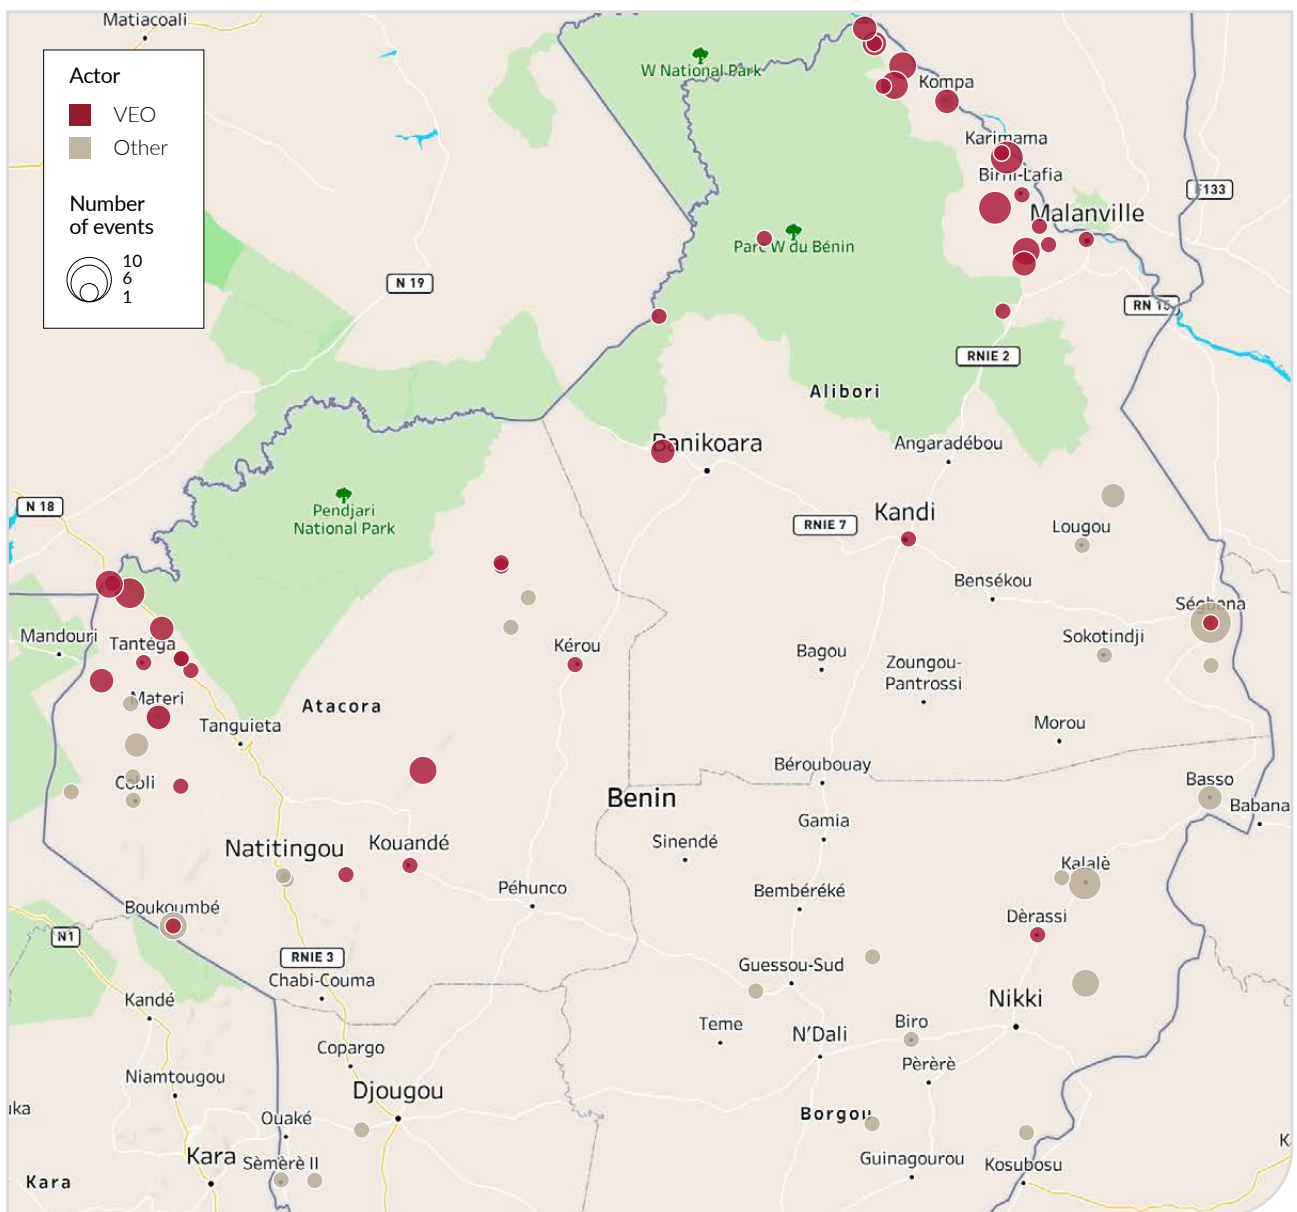 Matiacoali
Actor
VEO
Other
Number
of events
10
6
1
W National Park
Kompa
Karimama
Birni-Lafia
Malanville
F133
Parc W du Bénin
N 19
RN 15
RNIE 2
Alibori
Banikoara
Angaradébou
N 18
Pendjari
National Park
Kandi
RNIE 7
Lougou
Bensékou
Ségbana
Mandouri
Tantéga
Kérou
Sokotindji
Bagou
Zoungou-
Pantrossi
Materi
Atacora
Tanguieta
Morou
Béroubouay
Cobli
Benin
Basso
Babana
Gamia
Natitingou
Kouandé
Sinendé
Kalalè
Péhunco
Bembéréké
Boukoumbé
Dèrassi
N1
RNIE 3
Chabi-Couma
Guessou-Sud
Kandé
Nikki
Teme
Biro
N'Dali
Copargo
Pèrèrè
Niamtougou
Djougou
uka
Ouaké
Borgou
Kara
Sèmèrè II
Guinagourou
Kosubosu
Kara